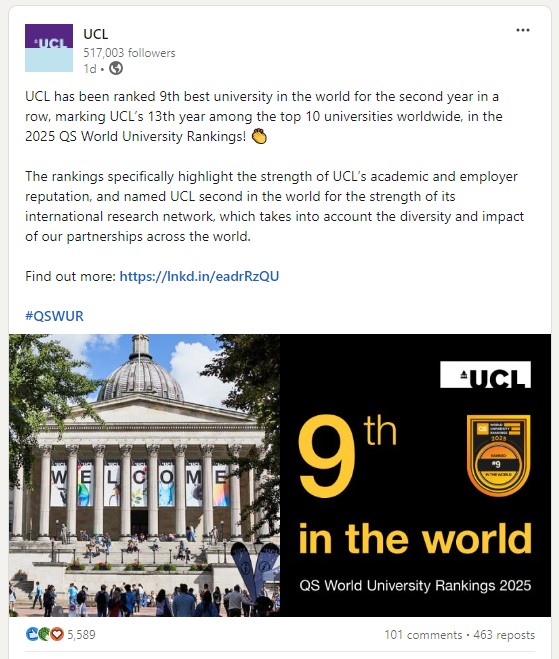 UCL
UCL
517,003 followers
1d •
UCL has been ranked 9th best university in the world for the second year in a
row, marking UCL's 13th year among the top 10 universities worldwide, in the
2025 QS World University Rankings! 👏
The rankings specifically highlight the strength of UCL's academic and employer
reputation, and named UCL second in the world for the strength of its
international research network, which takes into account the diversity and impact
of our partnerships across the world.
Find out more: https://lnkd.in/eadrRzQU
#QSWUR
WELCOME
UCL
9th
QS WORLD UNIVERSITY RANKINGS
2025
RANKED
#9
IN THE WORLD
in the world
QS World University Rankings 2025
5,589
101 comments • 463 reposts